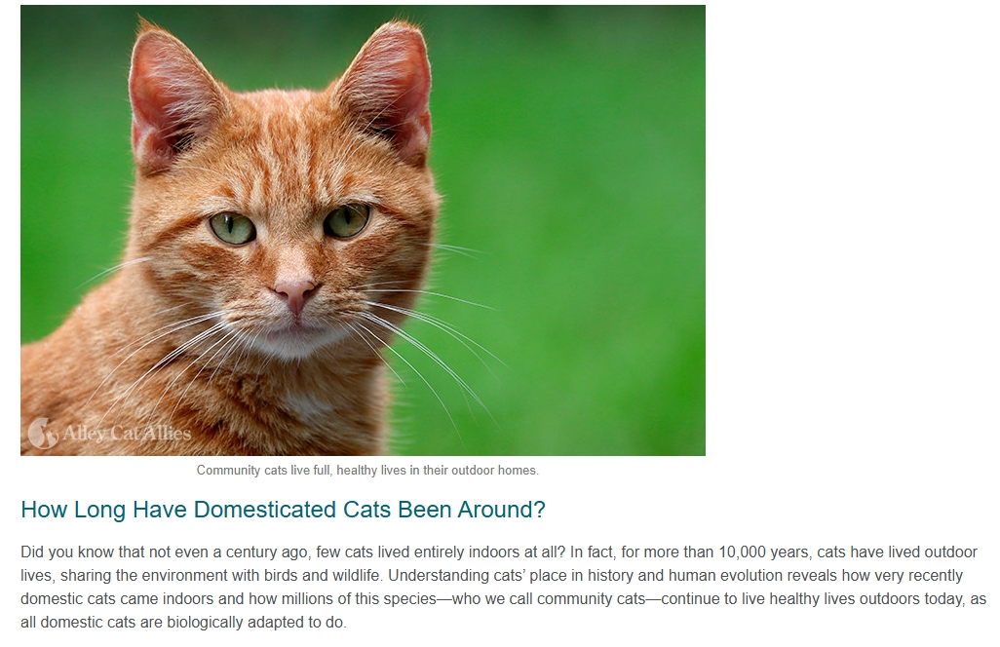 Alley Cat Allies
Community cats live full, healthy lives in their outdoor homes.
How Long Have Domesticated Cats Been Around?
Did you know that not even a century ago, few cats lived entirely indoors at all? In fact, for more than 10,000 years, cats have lived outdoor
lives, sharing the environment with birds and wildlife. Understanding cats’ place in history and human evolution reveals how very recently
domestic cats came indoors and how millions of this species—who we call community cats—continue to live healthy lives outdoors today, as
all domestic cats are biologically adapted to do.